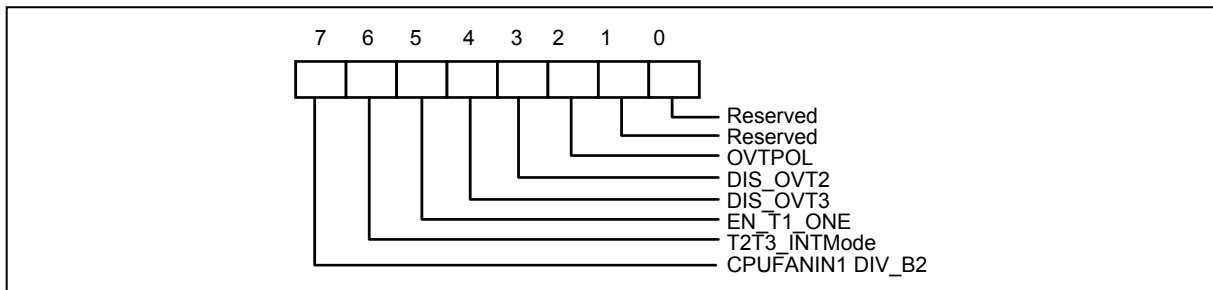 7 6 5 4 3 2 1 0
Reserved
Reserved
OVTPOL
DIS_OVT2
DIS_OVT3
EN_T1_ONE
T2T3_INTMode
CPUFANIN1 DIV_B2